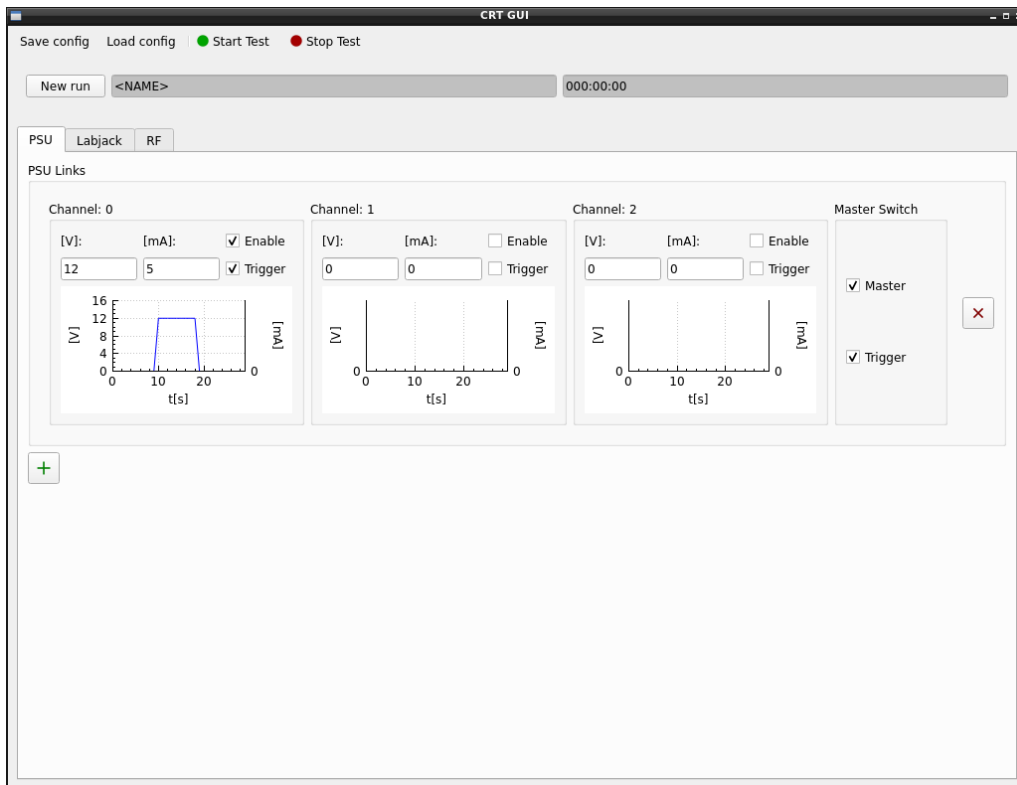 CRT GUI
Save config Load config Start Test Stop Test
New run <NAME> 000:00:00
PSU Labjack RF
PSU Links
Channel: 0 Channel: 1 Channel: 2 Master Switch
[V]: [mA]: Enable [V]: [mA]: Enable [V]: [mA]: Enable
12 5 Trigger 0 0 Trigger 0 0 Trigger
Master
Trigger
16
12
8
4
0
[V]
0 10 20
t[s]
[mA]
0
[V]
0
0 10 20
t[s]
[mA]
0
[V]
0
0 10 20
t[s]
[mA]
0